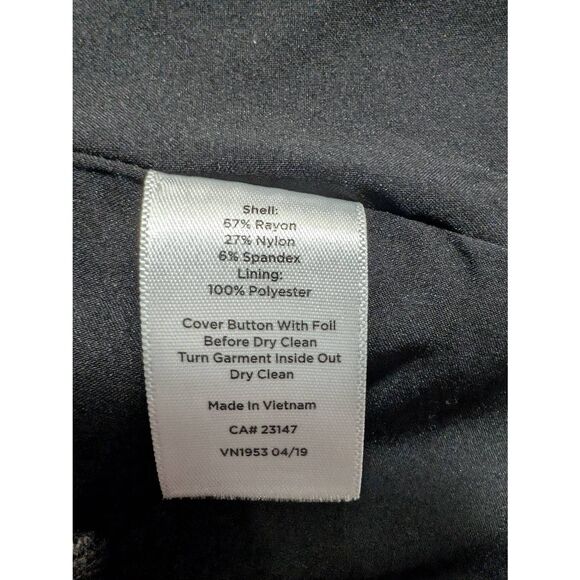 Shell:
67% Rayon
27% Nylon
6% Spandex
Lining:
100% Polyester
Cover Button With Foil
Before Dry Clean
Turn Garment Inside Out
Dry Clean
Made In Vietnam
CA# 23147
VN1953 04/19